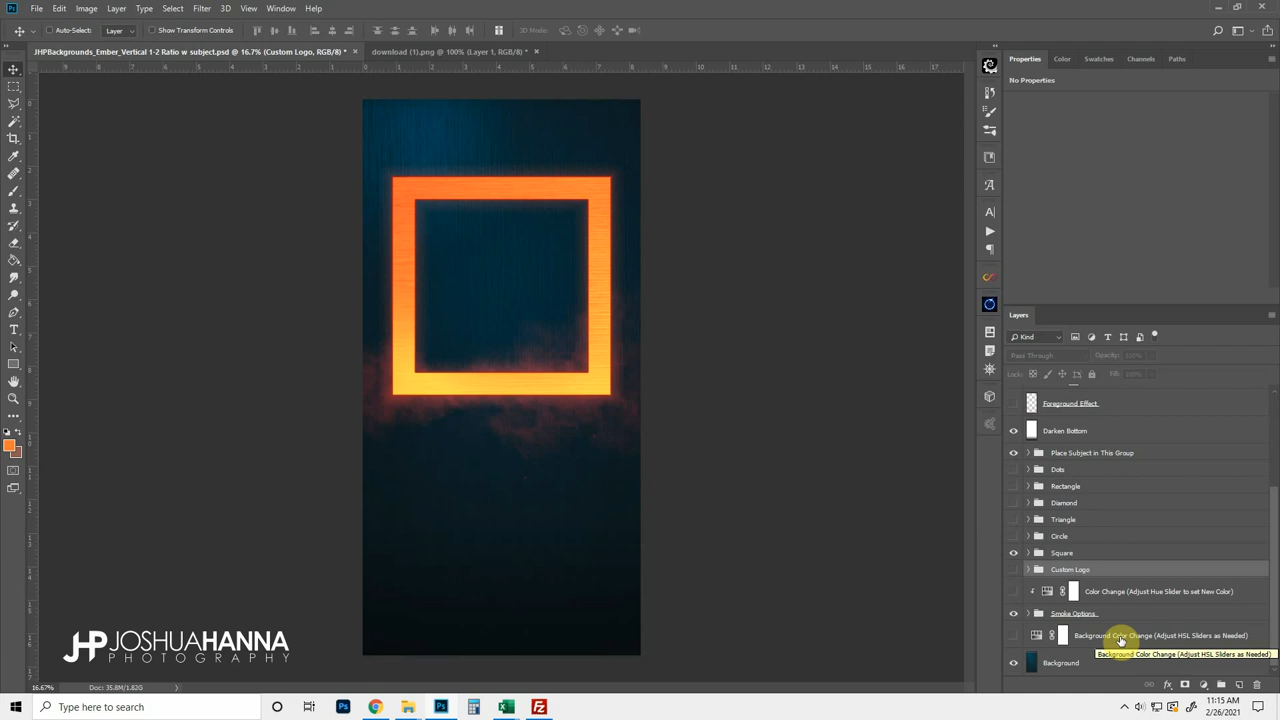 Ps File Edit Image Layer Type Select Filter 3D View Window Help
Auto-Select: Layer Show Transform Controls 3D Mode:
JHPBackgrounds_Ember_Vertical 1-2 Ratio w subject.psd @ 16.7% (Custom Logo, RGB/8) * × download (1).png @ 100% (Layer 1, RGB/8) * ×
Properties Color Swatches Channels Paths
No Properties
Layers
Kind
Pass Through Opacity: 100%
Lock: Fill: 100%
Foreground Effect
Darken Bottom
Place Subject in This Group
Dots
Rectangle
Diamond
Triangle
Circle
Square
Custom Logo
Color Change (Adjust Hue Slider to set New Color)
Smoke Options
Background Color Change (Adjust HSL Sliders as Needed)
Background Color Change (Adjust HSL Sliders as Needed)
Background
JHP JOSHUAHANNA
PHOTOGRAPHY
16.67% Doc: 35.8M/1.82G
Type here to search
11:15 AM
2/26/2021